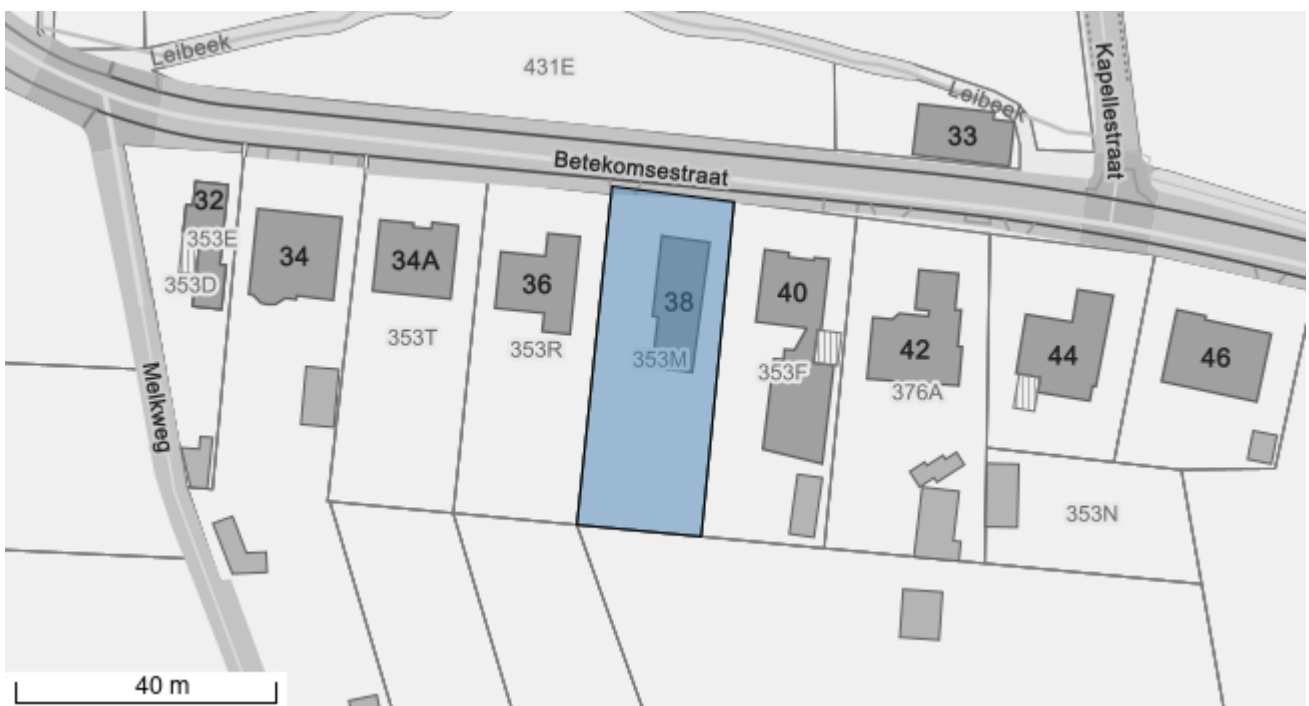 Leibeek
431E
Kapellestraat
Leibeek
33
Betekomsestraat
32
353E
34
34A
353D
36
38
40
353T
353R
353M
353F
42
376A
44
46
Melkweg
353N
40 m